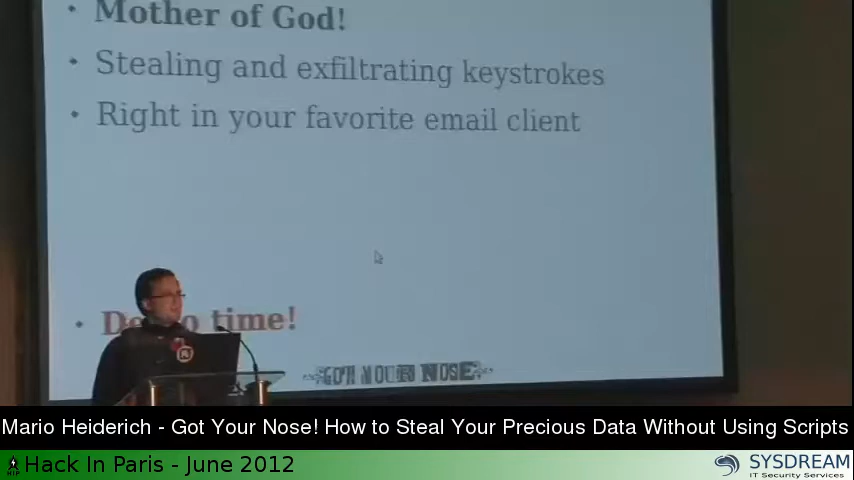 • Mother of God!
• Stealing and exfiltrating keystrokes
• Right in your favorite email client
• Demo time!
GOT YOUR NOSE
Mario Heiderich - Got Your Nose! How to Steal Your Precious Data Without Using Scripts
HIP Hack In Paris - June 2012
SYSDREAM
IT Security Services